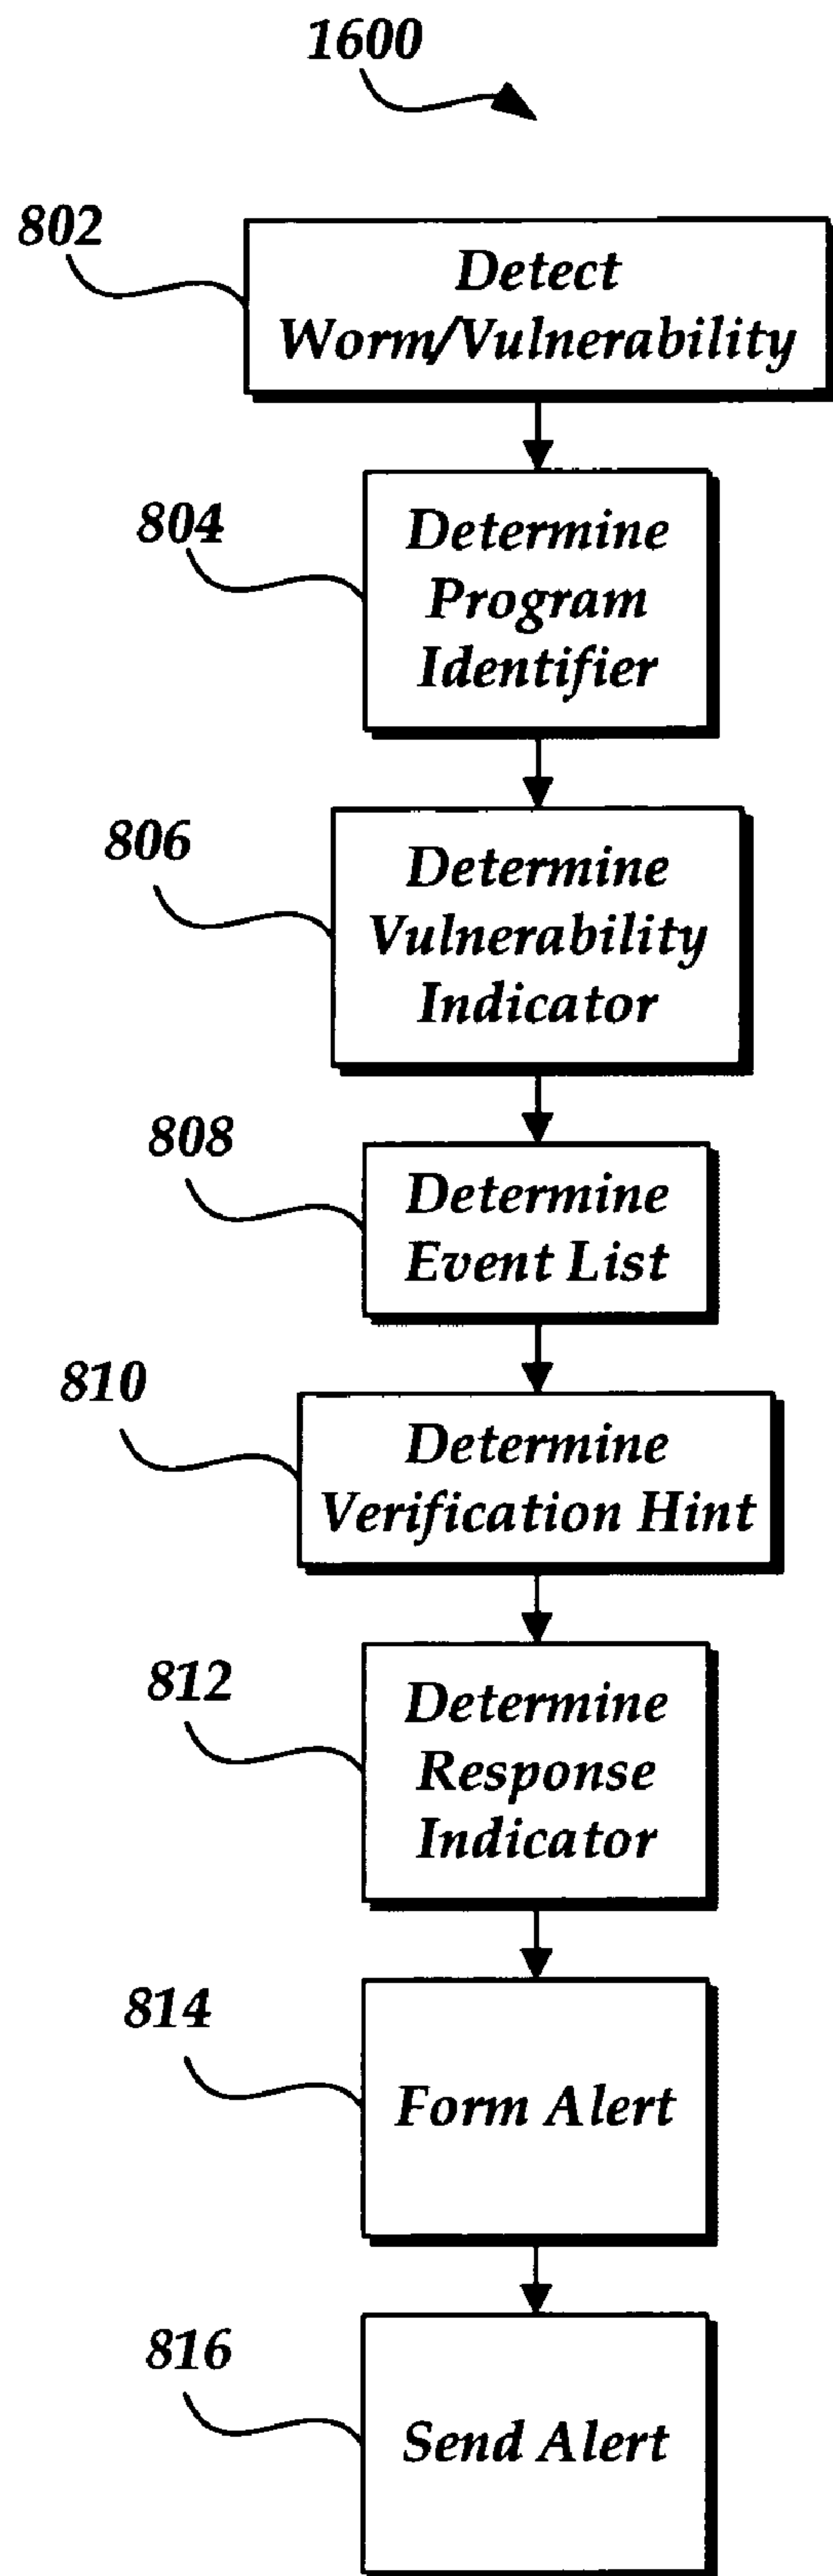 1600
802
Detect
Worm/Vulnerability
804
Determine
Program
Identifier
806
Determine
Vulnerability
Indicator
808
Determine
Event List
810
Determine
Verification Hint
812
Determine
Response
Indicator
814
Form Alert
816
Send Alert